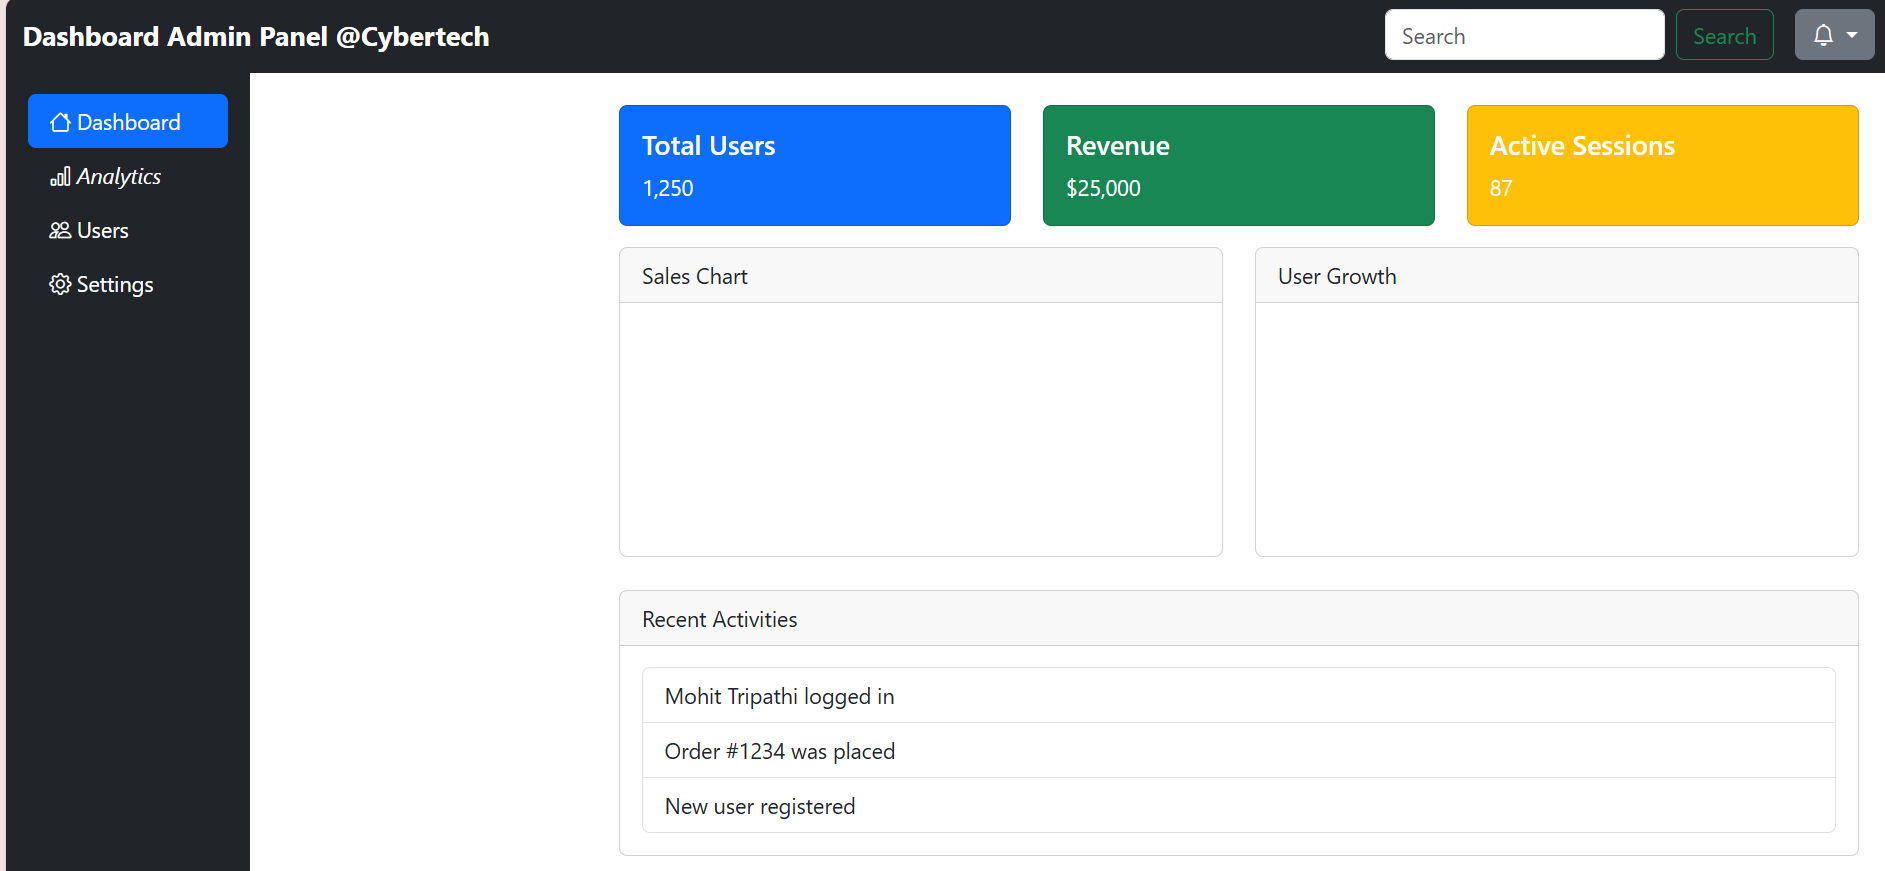 Dashboard Admin Panel @Cybertech
Search
Search
Dashboard
Analytics
Users
Settings
Total Users
1,250
Revenue
$25,000
Active Sessions
87
Sales Chart
User Growth
Recent Activities
Mohit Tripathi logged in
Order #1234 was placed
New user registered